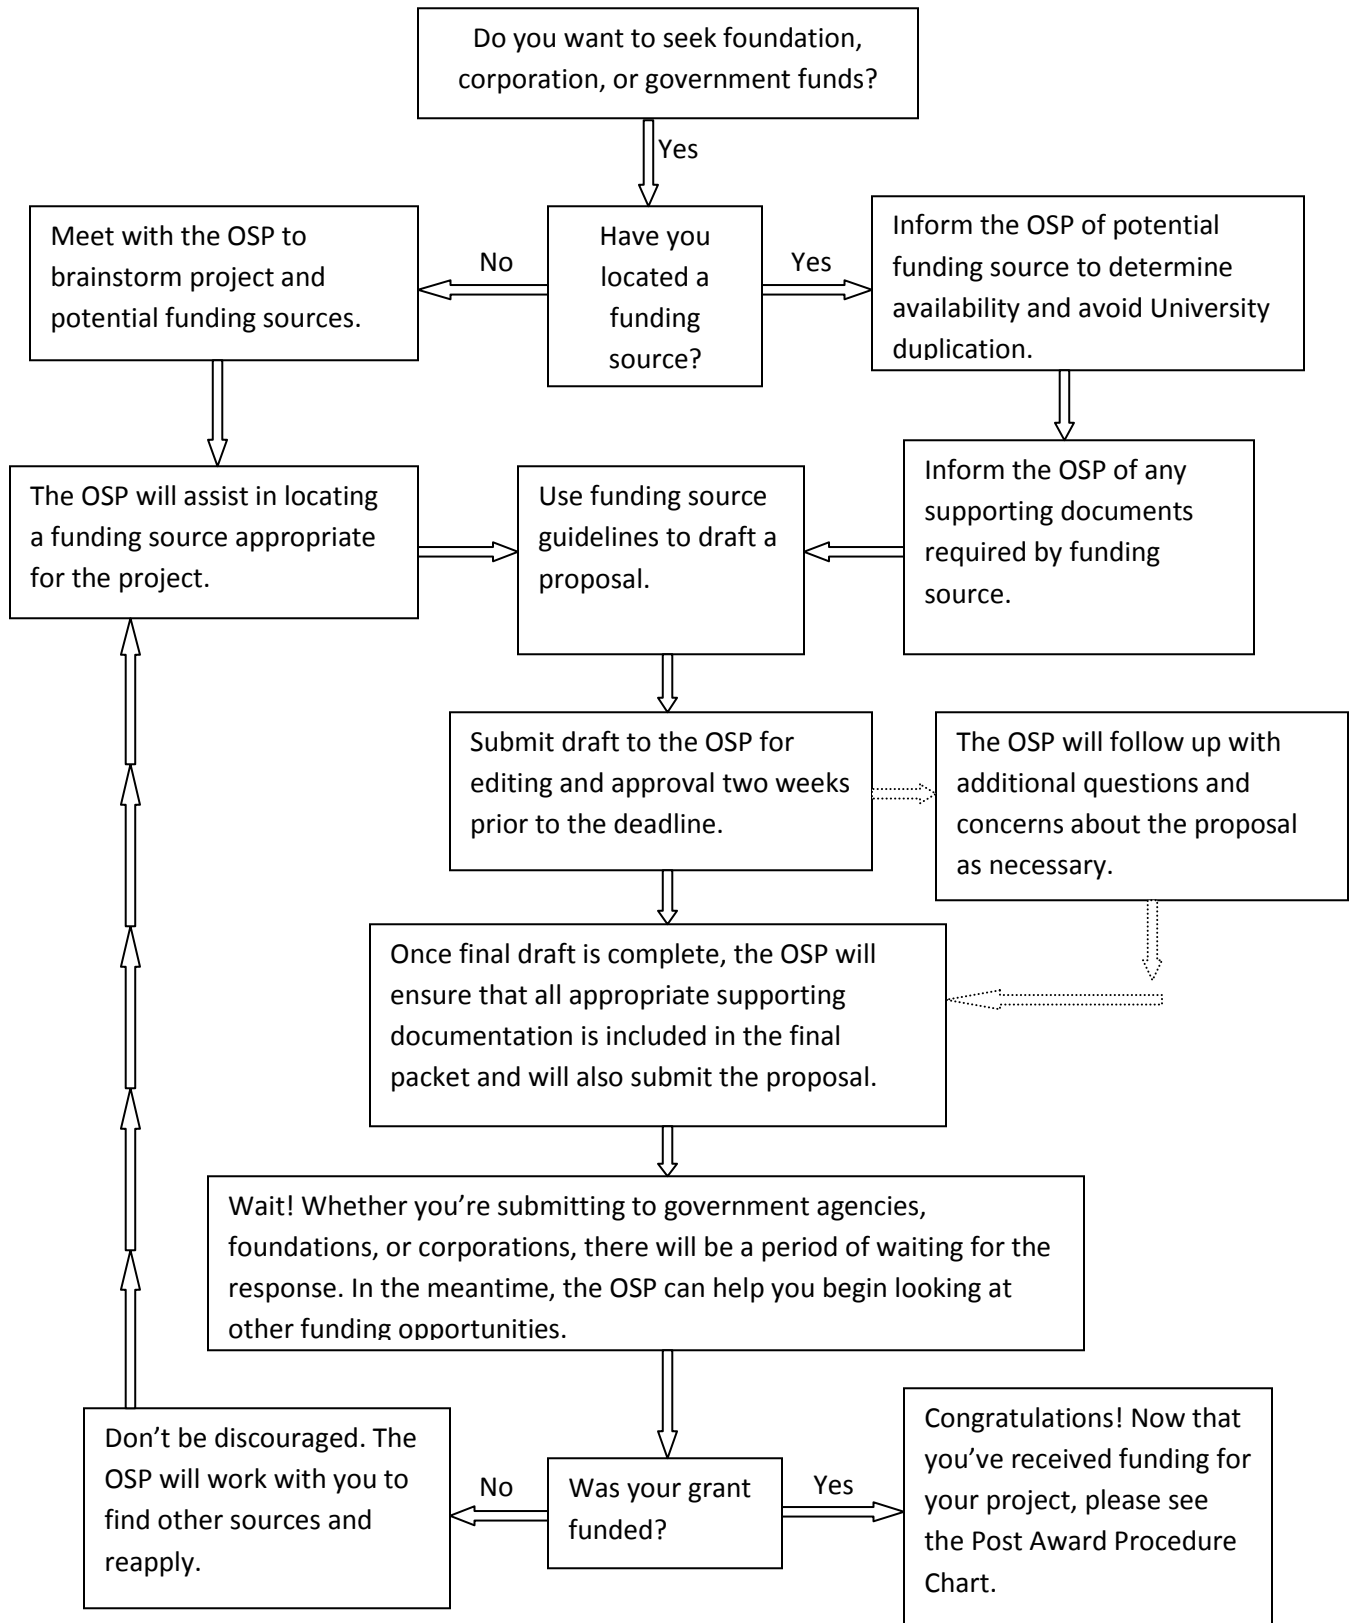 Do you want to seek foundation,
corporation, or government funds?
Yes
Meet with the OSP to
brainstorm project and
potential funding sources.
No
Have you
located a
funding
source?
Yes
Inform the OSP of potential
funding source to determine
availability and avoid University
duplication.
The OSP will assist in locating
a funding source appropriate
for the project.
Use funding source
guidelines to draft a
proposal.
Inform the OSP of any
supporting documents
required by funding
source.
Submit draft to the OSP for
editing and approval two weeks
prior to the deadline.
The OSP will follow up with
additional questions and
concerns about the proposal
as necessary.
Once final draft is complete, the OSP will
ensure that all appropriate supporting
documentation is included in the final
packet and will also submit the proposal.
Wait! Whether you’re submitting to government agencies,
foundations, or corporations, there will be a period of waiting for the
response. In the meantime, the OSP can help you begin looking at
other funding opportunities.
Don’t be discouraged. The
OSP will work with you to
find other sources and
reapply.
No
Was your grant
funded?
Yes
Congratulations! Now that
you’ve received funding for
your project, please see
the Post Award Procedure
Chart.